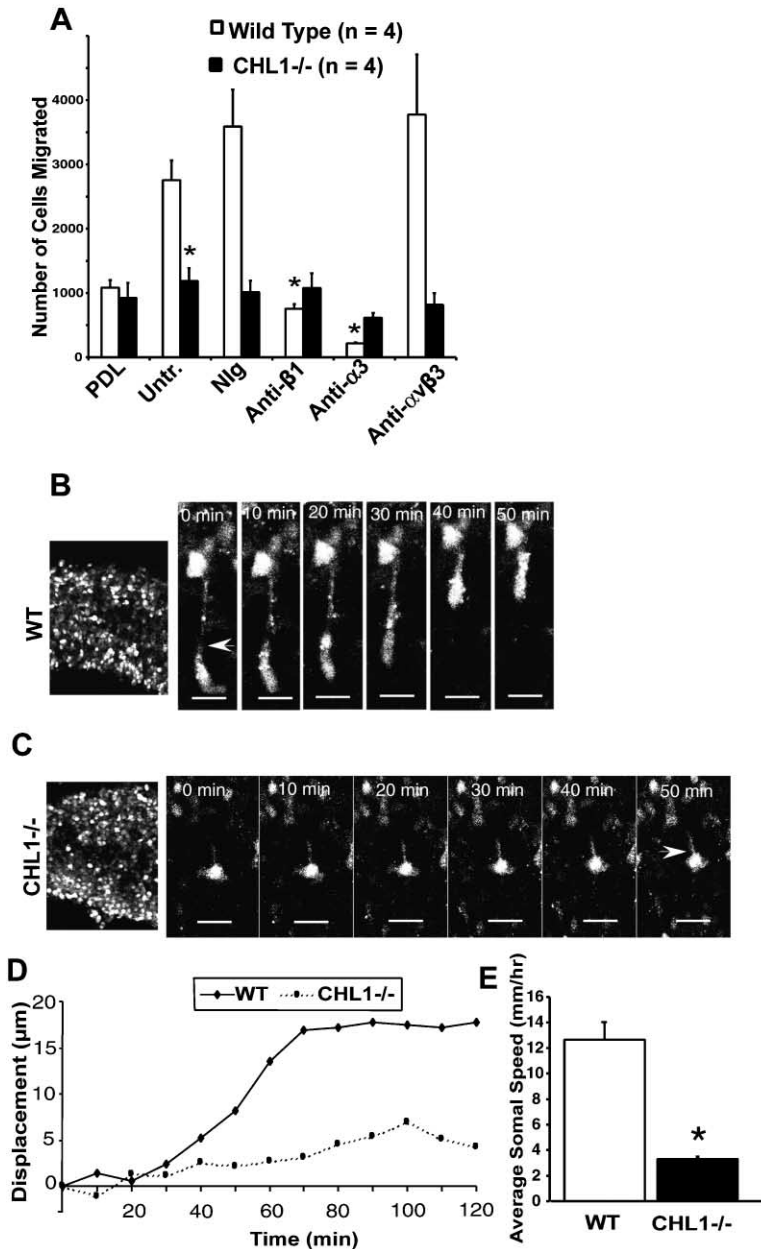 A
Wild Type (n = 4)
CHL1-/- (n = 4)
Number of Cells Migrated
4000
3000
2000
1000
0
PDL
Untr.
NIg
Anti-β1
Anti-α3
Anti-αvβ3
*
*
*
B
WT
0 min
10 min
20 min
30 min
40 min
50 min
C
CHL1-/-
0 min
10 min
20 min
30 min
40 min
50 min
D
WT
CHL1-/-
Displacement (μm)
20
15
10
5
0
20
40
60
80
100
120
Time (min)
E
Average Somal Speed (mm/hr)
16
14
12
10
8
6
4
2
0
*
WT
CHL1-/-